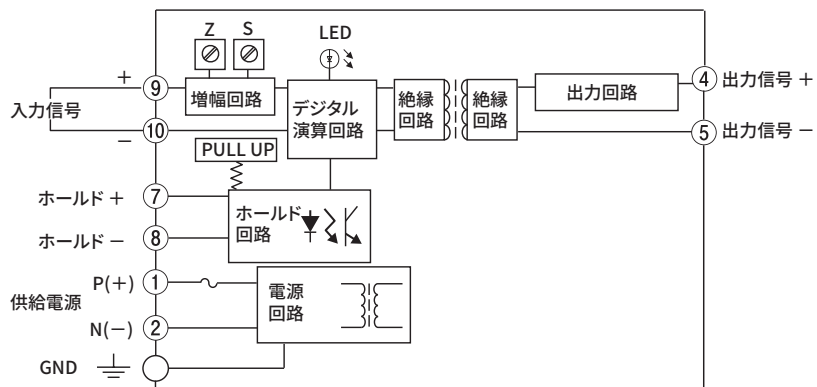 Z S LED
+ 9 増幅回路 デジタル 演算回路 絶縁 回路 絶縁 回路 出力回路 4 出力信号 +
入力信号
10 5 出力信号 −
−
PULL UP
ホールド + 7
ホールド 回路
ホールド − 8
P(+) 1
電源 回路
供給電源
N(−) 2
GND